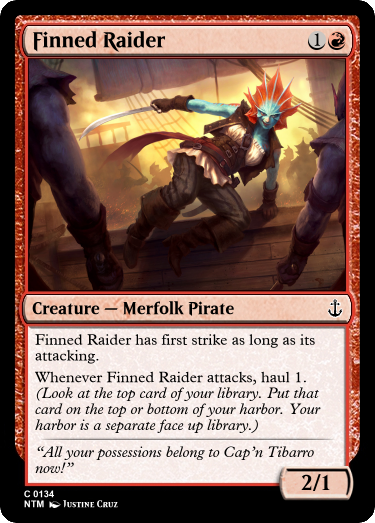 Finned Raider 1
Creature — Merfolk Pirate
Finned Raider has first strike as long as its
attacking.
Whenever Finned Raider attacks, haul 1.
(Look at the top card of your library. Put that
card on the top or bottom of your harbor. Your
harbor is a separate face up library.)
“All your possessions belong to Cap’n Tibarro
now!”
2/1
C 0134
NTM Justine Cruz